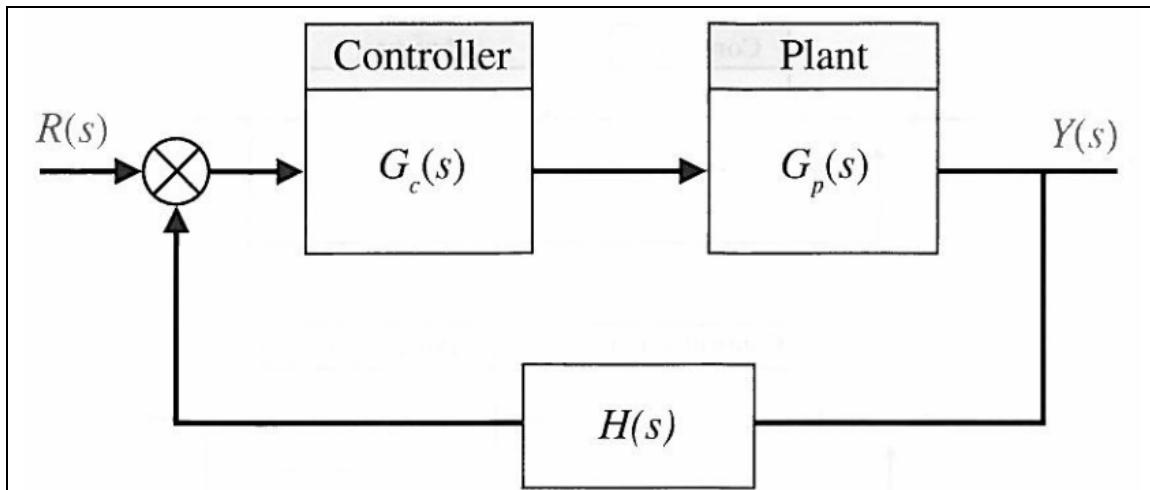 Controller
Plant
R(s)
G_c(s)
G_p(s)
Y(s)
H(s)